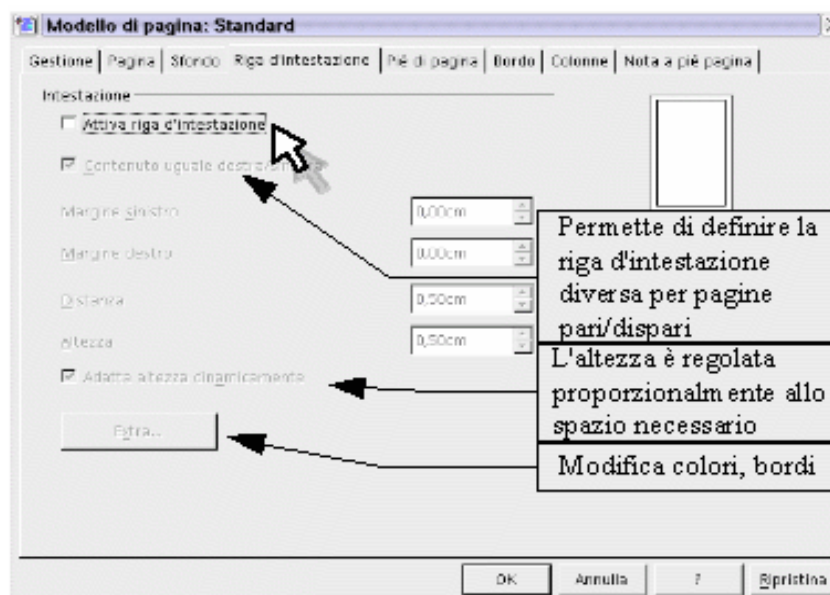 Modello di pagina: Standard
Gestione Pagina Sfondo Riga d'intestazione Piè di pagina Bordo Colonne Nota a piè pagina
Intestazione
Attiva riga d'intestazione
Contenuto uguale destra/
Margine sinistro 0,00cm
Margine destro 0,00cm
Distanza 0,50cm
Altezza 0,50cm
Adatta altezza dinamicamente
Extra...
Permette di definire la
riga d'intestazione
diversa per pagine
pari/dispari
L'altezza è regolata
proporzionalmente allo
spazio necessario
Modifica colori, bordi
OK Annulla ? Ripristina